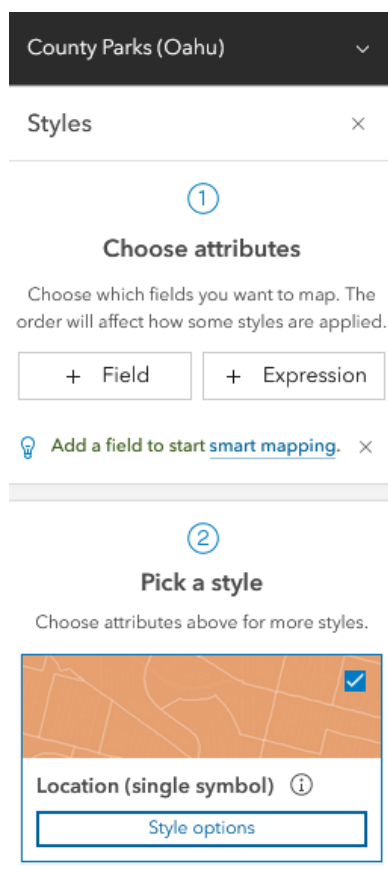 County Parks (Oahu)
Styles
1
Choose attributes
Choose which fields you want to map. The
order will affect how some styles are applied.
+ Field
+ Expression
Add a field to start smart mapping.
2
Pick a style
Choose attributes above for more styles.
Location (single symbol)
Style options